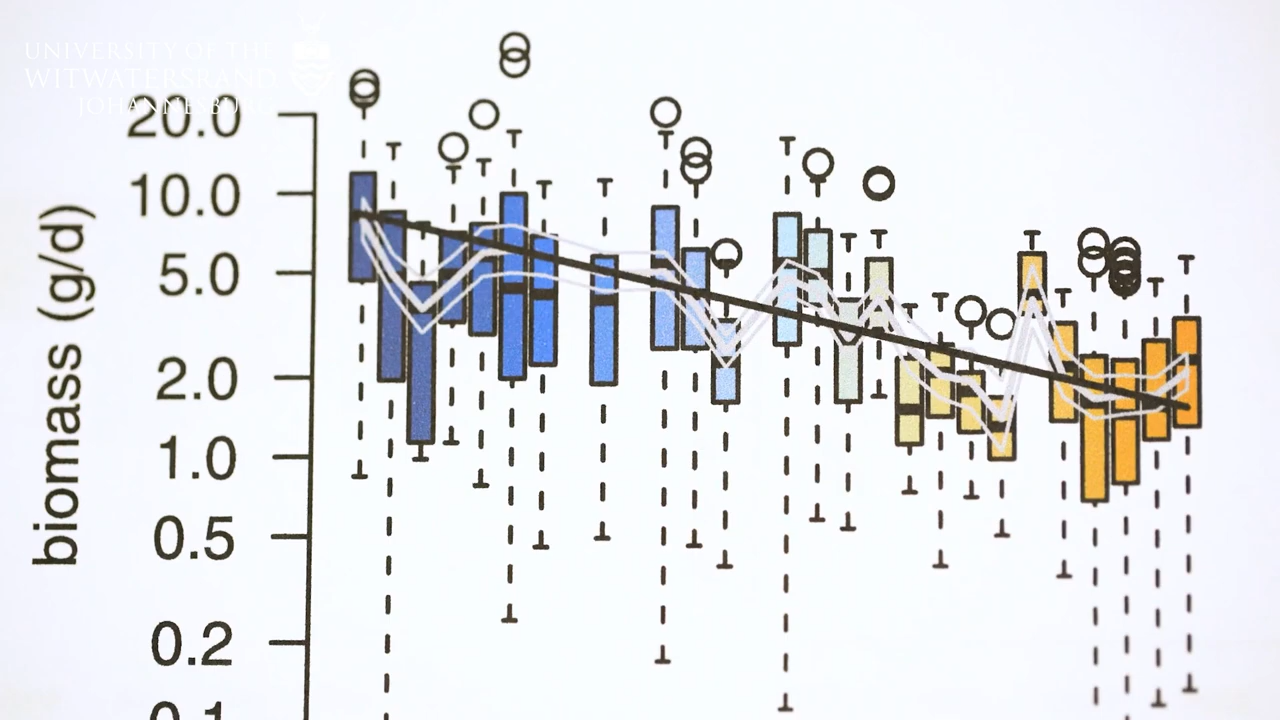 UNIVERSITY OF THE
WITWATERSRAND,
JOHANNESBURG
biomass (g/d)
20.0
10.0
5.0
2.0
1.0
0.5
0.2
0.1